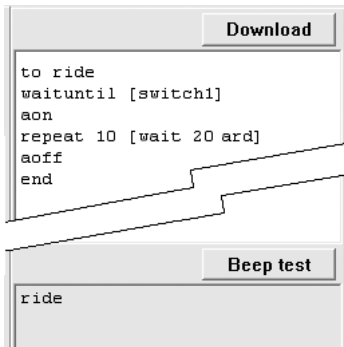 Download
to ride
waituntil [switch1]
aon
repeat 10 [wait 20 ard]
aoff
end
Beep test
ride